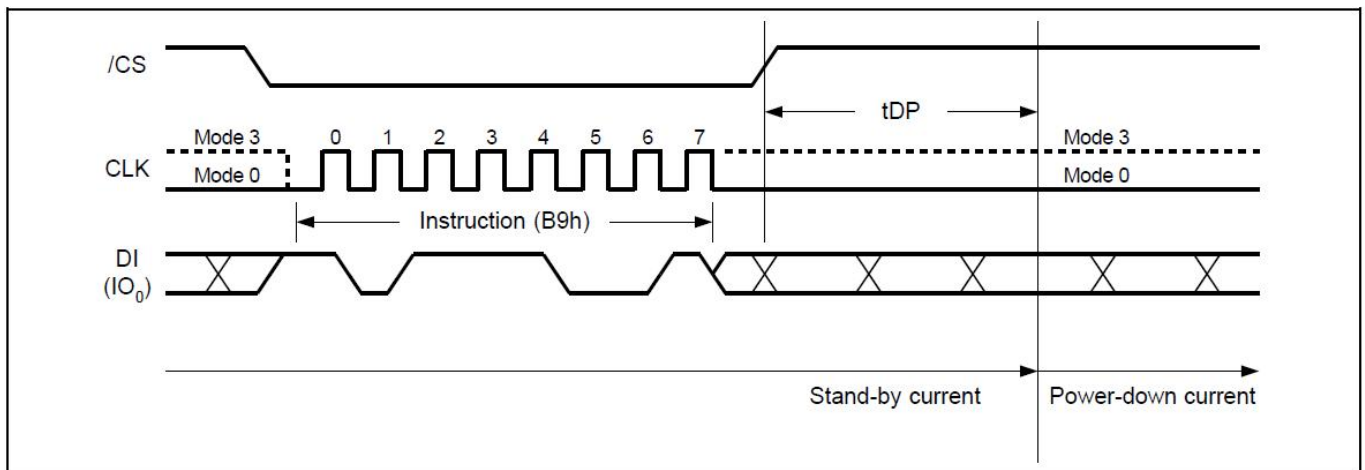 /CS
tDP
Mode 3 0 1 2 3 4 5 6 7 Mode 3
CLK
Mode 0 Mode 0
Instruction (B9h)
DI
(IO₀)
Stand-by current Power-down current